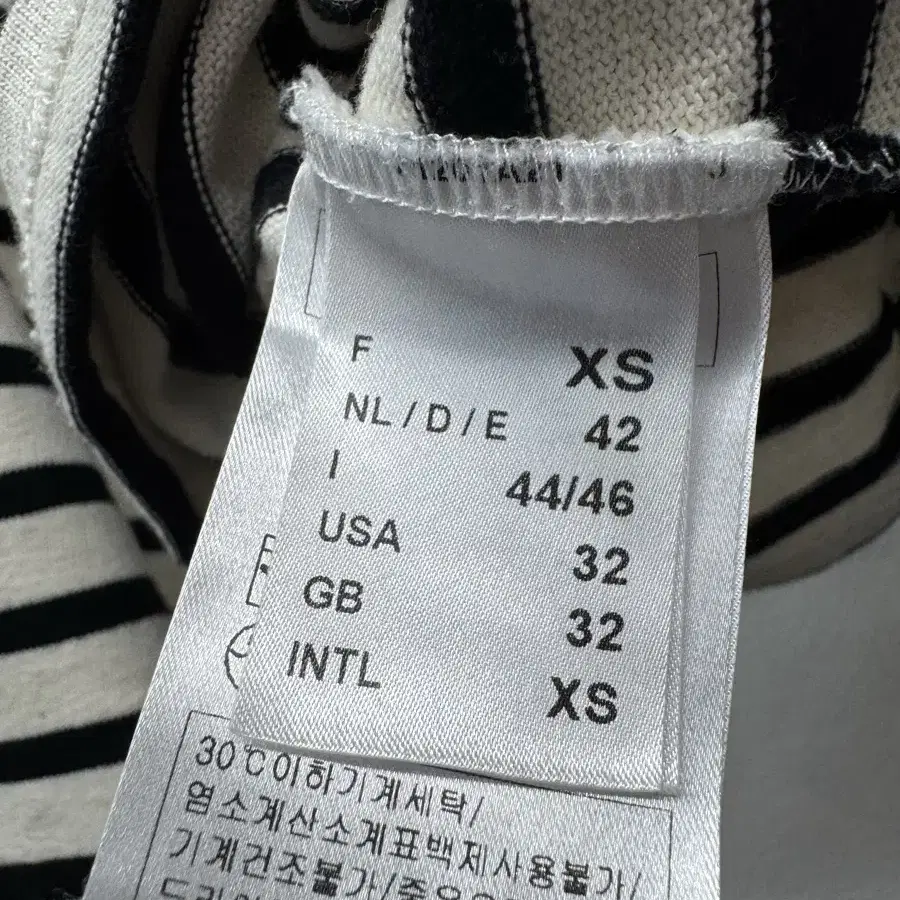 F XS
NL / D / E 42
I 44/46
USA 32
GB 32
INTL XS
30℃이하기계세탁/
염소계산소계표백제사용불가/
기계건조불가/